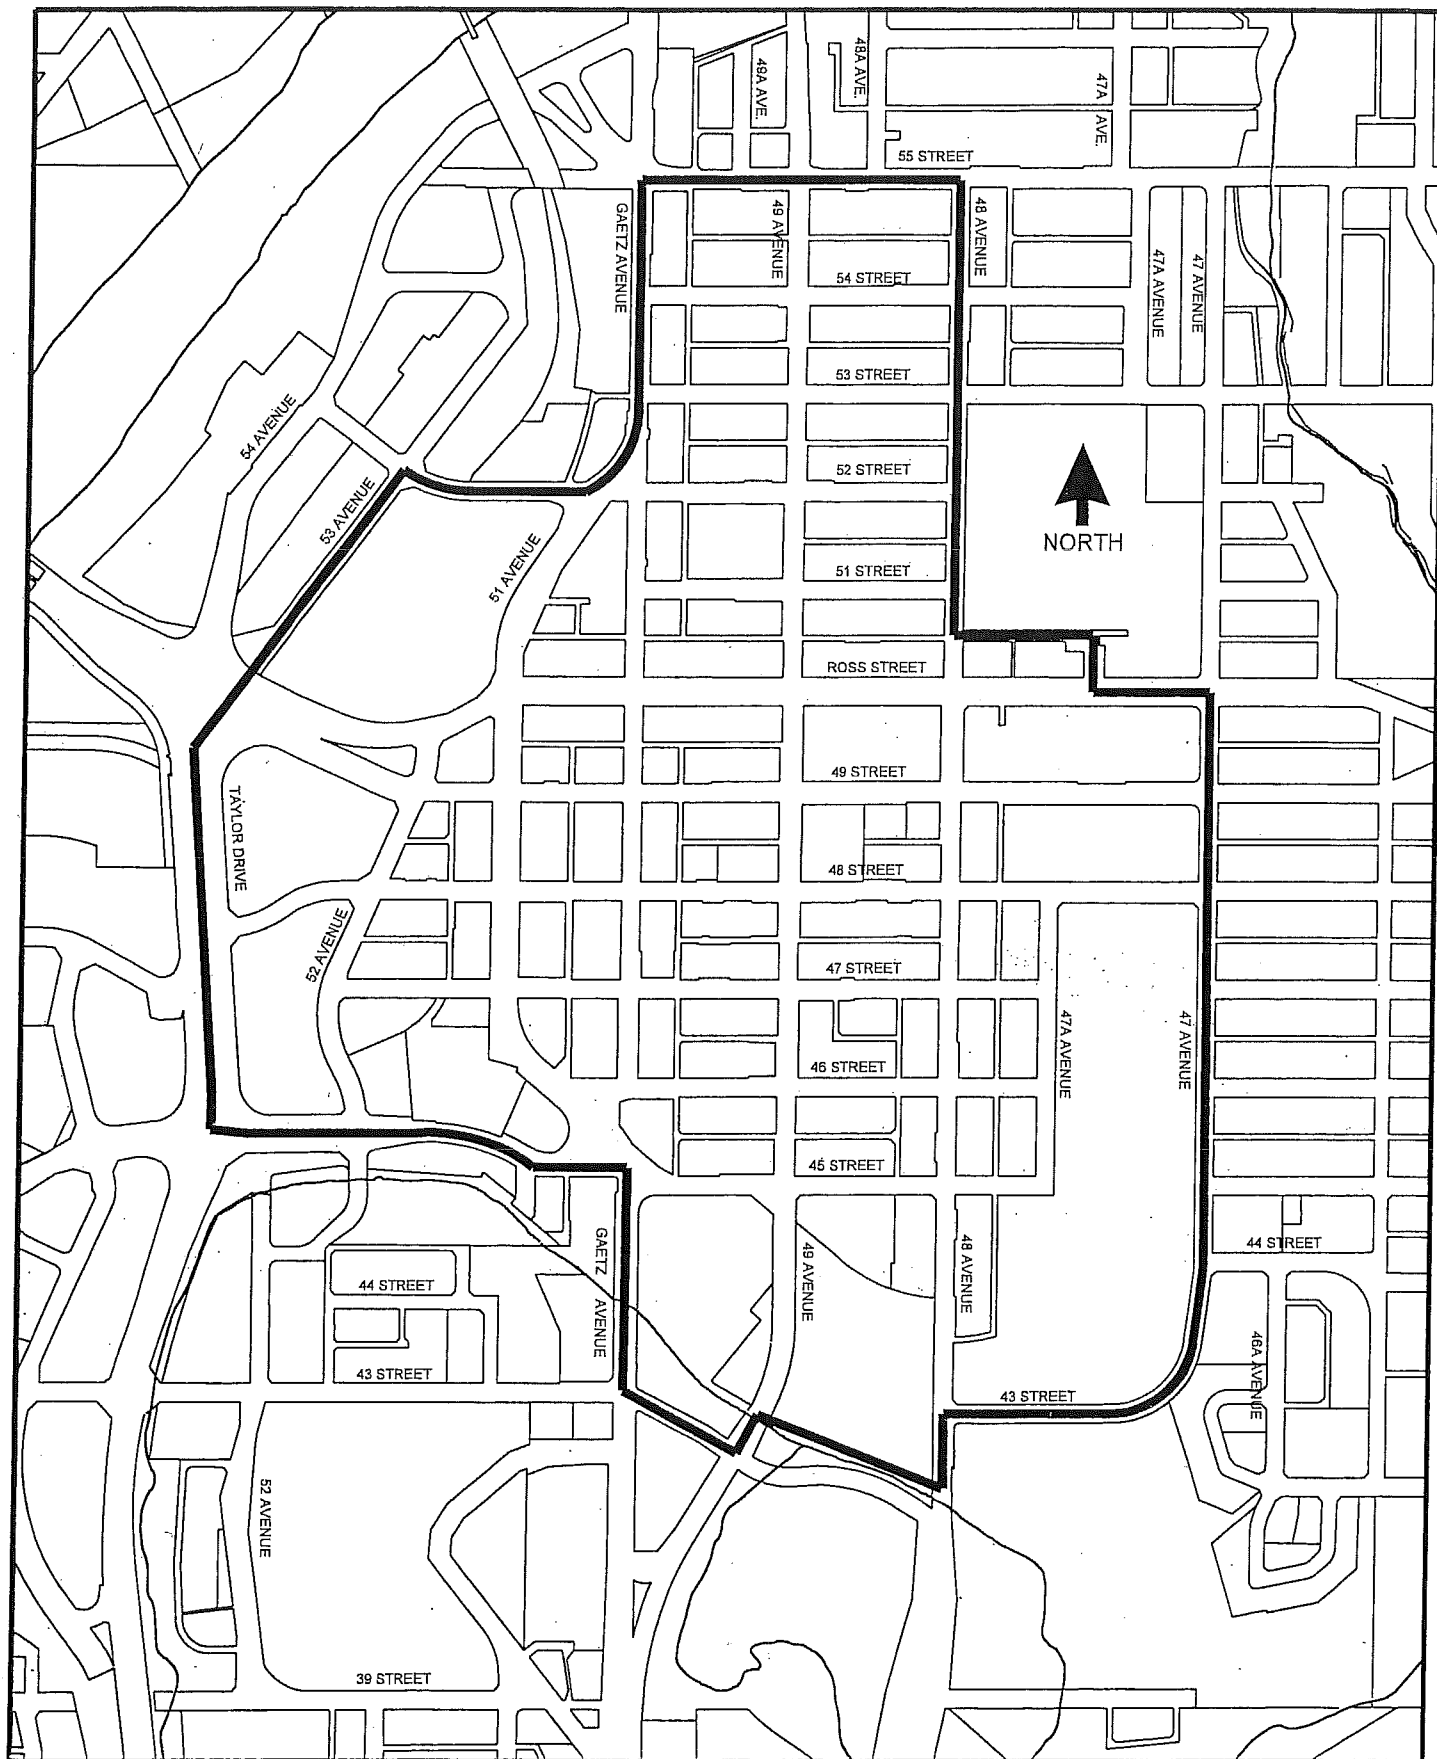 48A AVE.
49A AVE.
47A AVE.
55 STREET
GAETZ AVENUE
49 AVENUE
48 AVENUE
47A AVENUE
47 AVENUE
54 STREET
53 STREET
54 AVENUE
52 STREET
53 AVENUE
NORTH
51 AVENUE
51 STREET
ROSS STREET
49 STREET
TAYLOR DRIVE
48 STREET
52 AVENUE
47 STREET
47A AVENUE
47 AVENUE
46 STREET
45 STREET
GAETZ AVENUE
49 AVENUE
48 AVENUE
44 STREET
44 STREET
46A AVENUE
43 STREET
43 STREET
52 AVENUE
39 STREET